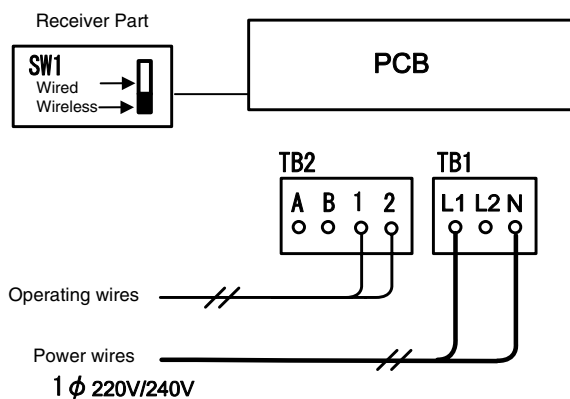 Receiver Part
SW1
Wired
Wireless
PCB
TB2
A B 1 2
TB1
L1 L2 N
Operating wires
Power wires
1φ 220V/240V